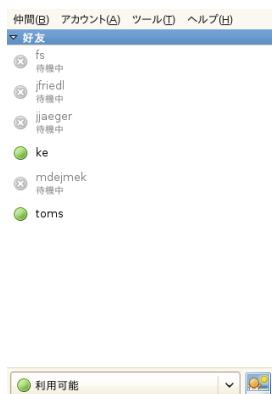 仲間(B) アカウント(A) ツール(T) ヘルプ(H)
好友
fs
待機中
jfriedl
待機中
jjaeger
待機中
ke
mdejmek
待機中
toms
利用可能